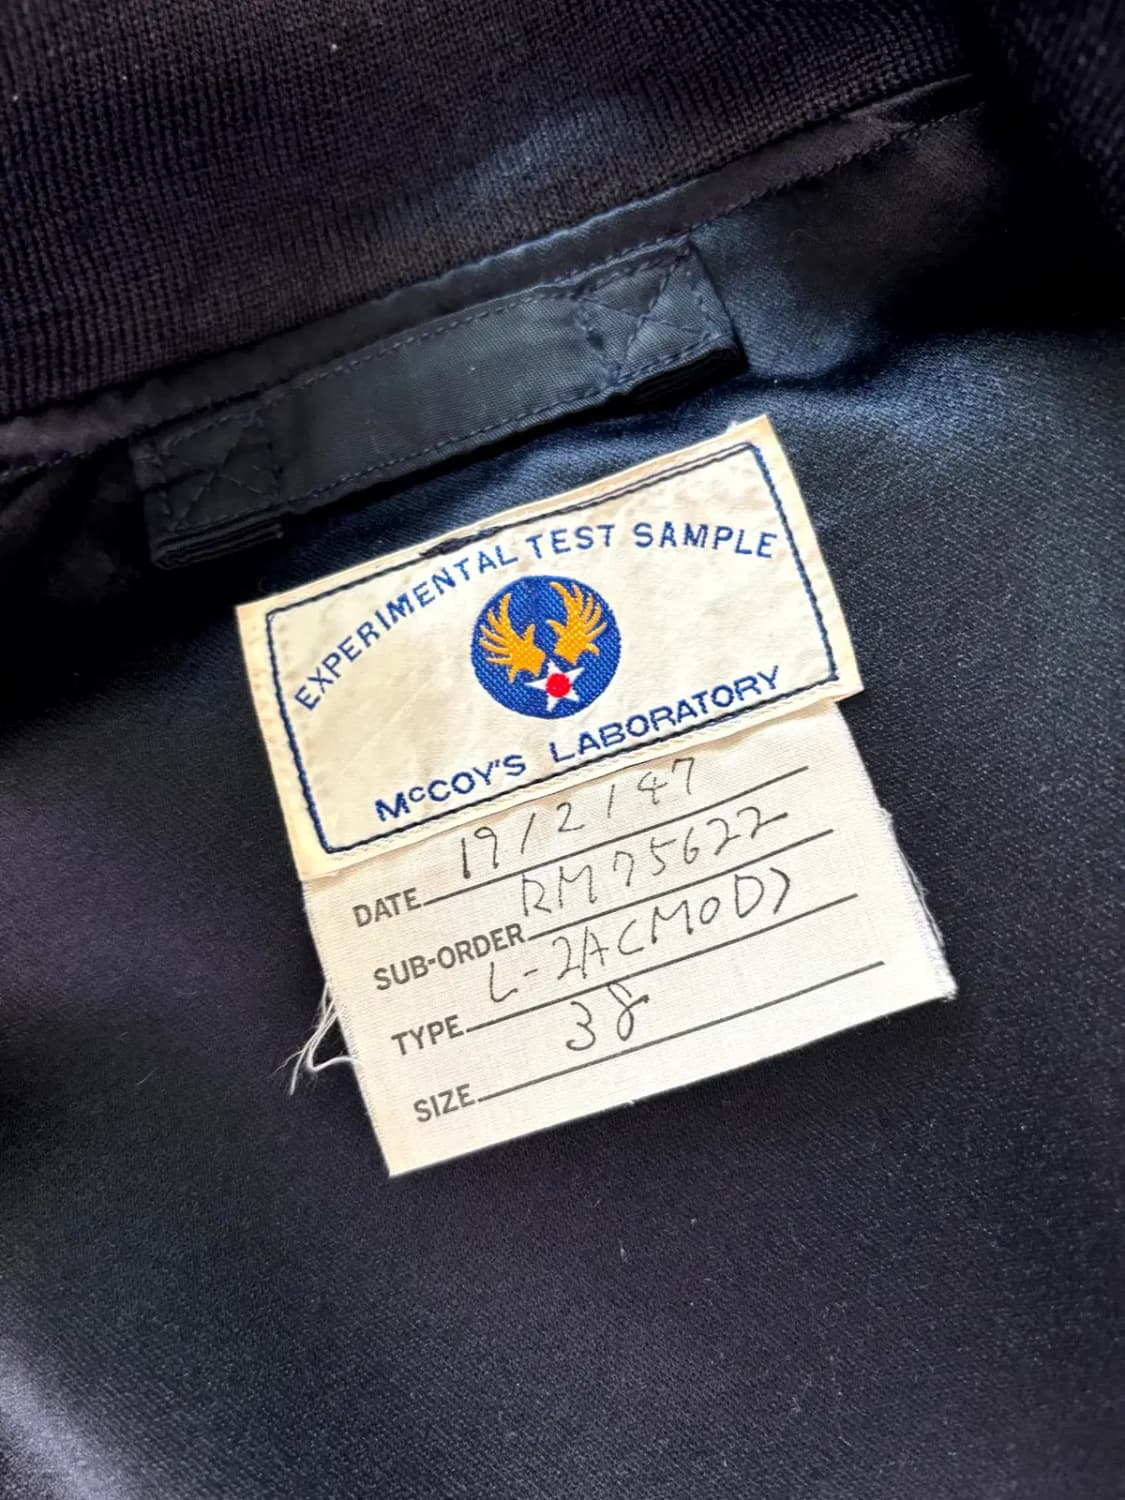 EXPERIMENTAL TEST SAMPLE
McCOY'S LABORATORY
DATE 19/2/47
SUB-ORDER RM75622
TYPE L-2A(MOD)
SIZE 38